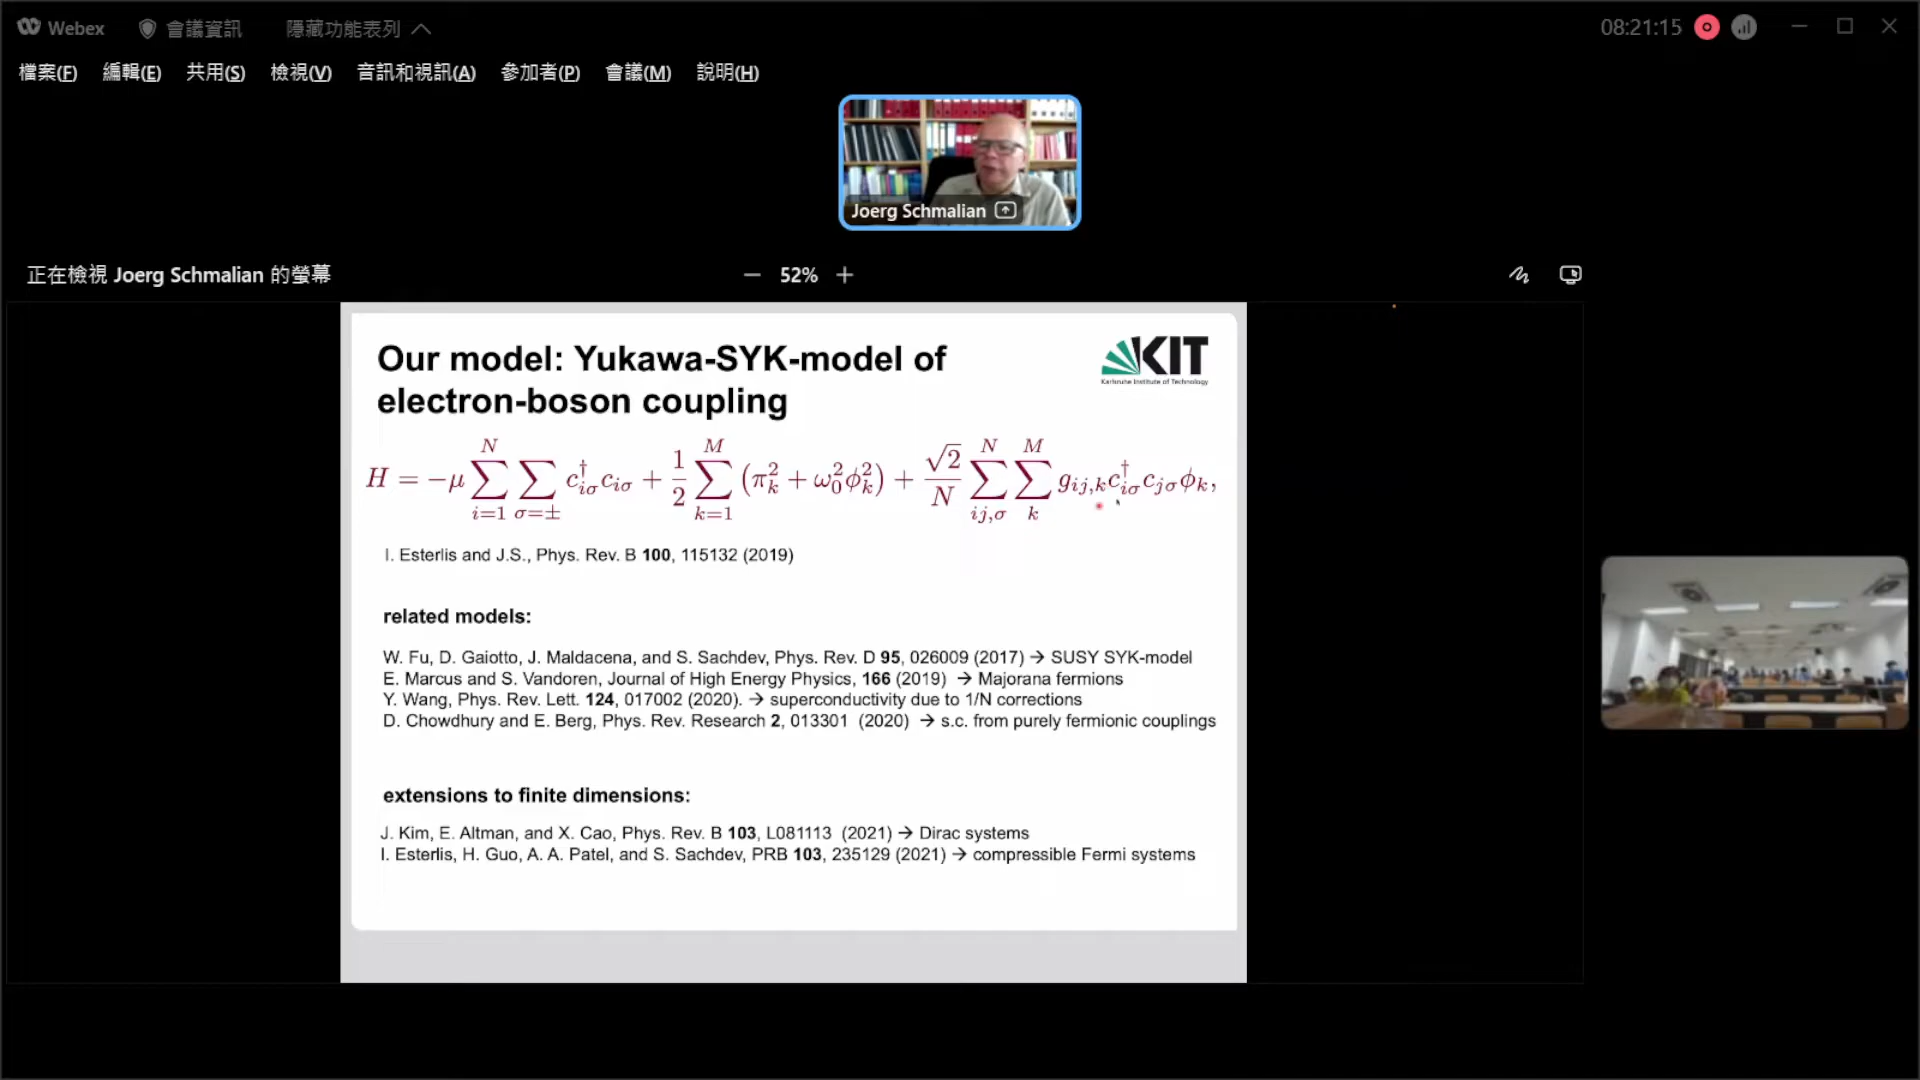 Webex 會議資訊 隱藏功能表列 08:21:15
檔案(F) 編輯(E) 共用(S) 檢視(V) 音訊和視訊(A) 參加者(P) 會議(M) 說明(H)
Joerg Schmalian
正在檢視 Joerg Schmalian 的螢幕 − 52% +
Our model: Yukawa-SYK-model of
electron-boson coupling
KIT
Karlsruhe Institute of Technology
H = −μ ∑_{i=1}^{N} ∑_{σ=±} c†_{iσ} c_{iσ} + 1/2 ∑_{k=1}^{M} (π_k^2 + ω_0^2 φ_k^2) + √2/N ∑_{ij,σ}^{N} ∑_{k}^{M} g_{ij,k} c†_{iσ} c_{jσ} φ_k,
I. Esterlis and J.S., Phys. Rev. B 100, 115132 (2019)
related models:
W. Fu, D. Gaiotto, J. Maldacena, and S. Sachdev, Phys. Rev. D 95, 026009 (2017) → SUSY SYK-model
E. Marcus and S. Vandoren, Journal of High Energy Physics, 166 (2019) → Majorana fermions
Y. Wang, Phys. Rev. Lett. 124, 017002 (2020). → superconductivity due to 1/N corrections
D. Chowdhury and E. Berg, Phys. Rev. Research 2, 013301 (2020) → s.c. from purely fermionic couplings
extensions to finite dimensions:
J. Kim, E. Altman, and X. Cao, Phys. Rev. B 103, L081113 (2021) → Dirac systems
I. Esterlis, H. Guo, A. A. Patel, and S. Sachdev, PRB 103, 235129 (2021) → compressible Fermi systems